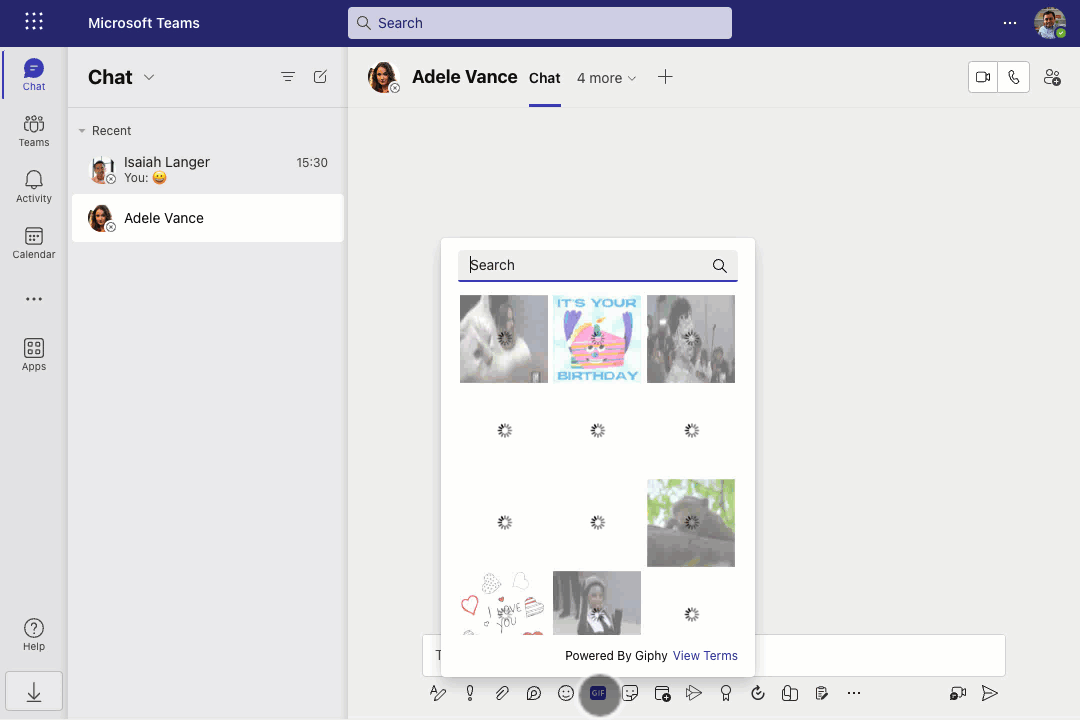 Microsoft Teams
Search
Chat
Teams
Activity
Calendar
Apps
Help
Chat
Recent
Isaiah Langer 15:30
You: 😀
Adele Vance
Adele Vance Chat 4 more
Search
IT'S YOUR
BIRTHDAY
I LOVE
YOU
Powered By Giphy View Terms
T
GIF